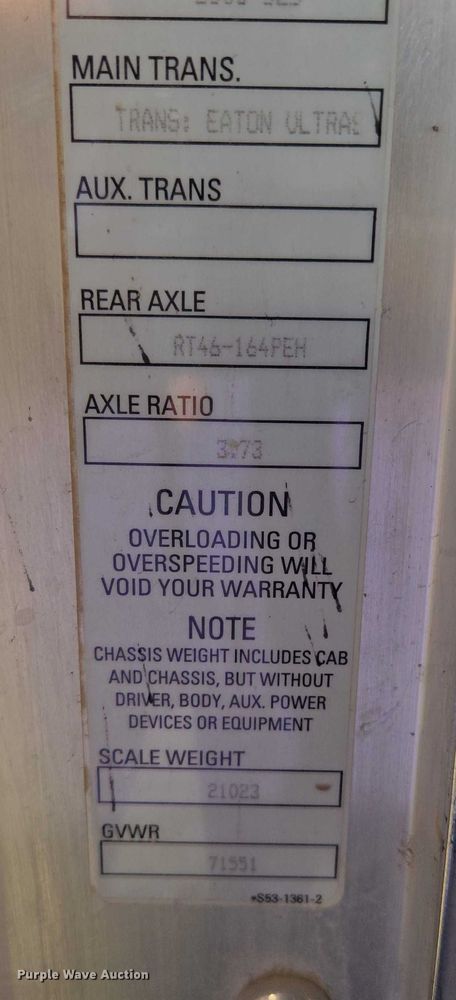 MAIN TRANS.
TRANS: EATON ULTRAS
AUX. TRANS
REAR AXLE
RT46-164PEH
AXLE RATIO
3.73
CAUTION
OVERLOADING OR
OVERSPEEDING WILL
VOID YOUR WARRANTY
NOTE
CHASSIS WEIGHT INCLUDES CAB
AND CHASSIS, BUT WITHOUT
DRIVER, BODY, AUX. POWER
DEVICES OR EQUIPMENT
SCALE WEIGHT
21023
GVWR
71551
*S53-1361-2
Purple Wave Auction